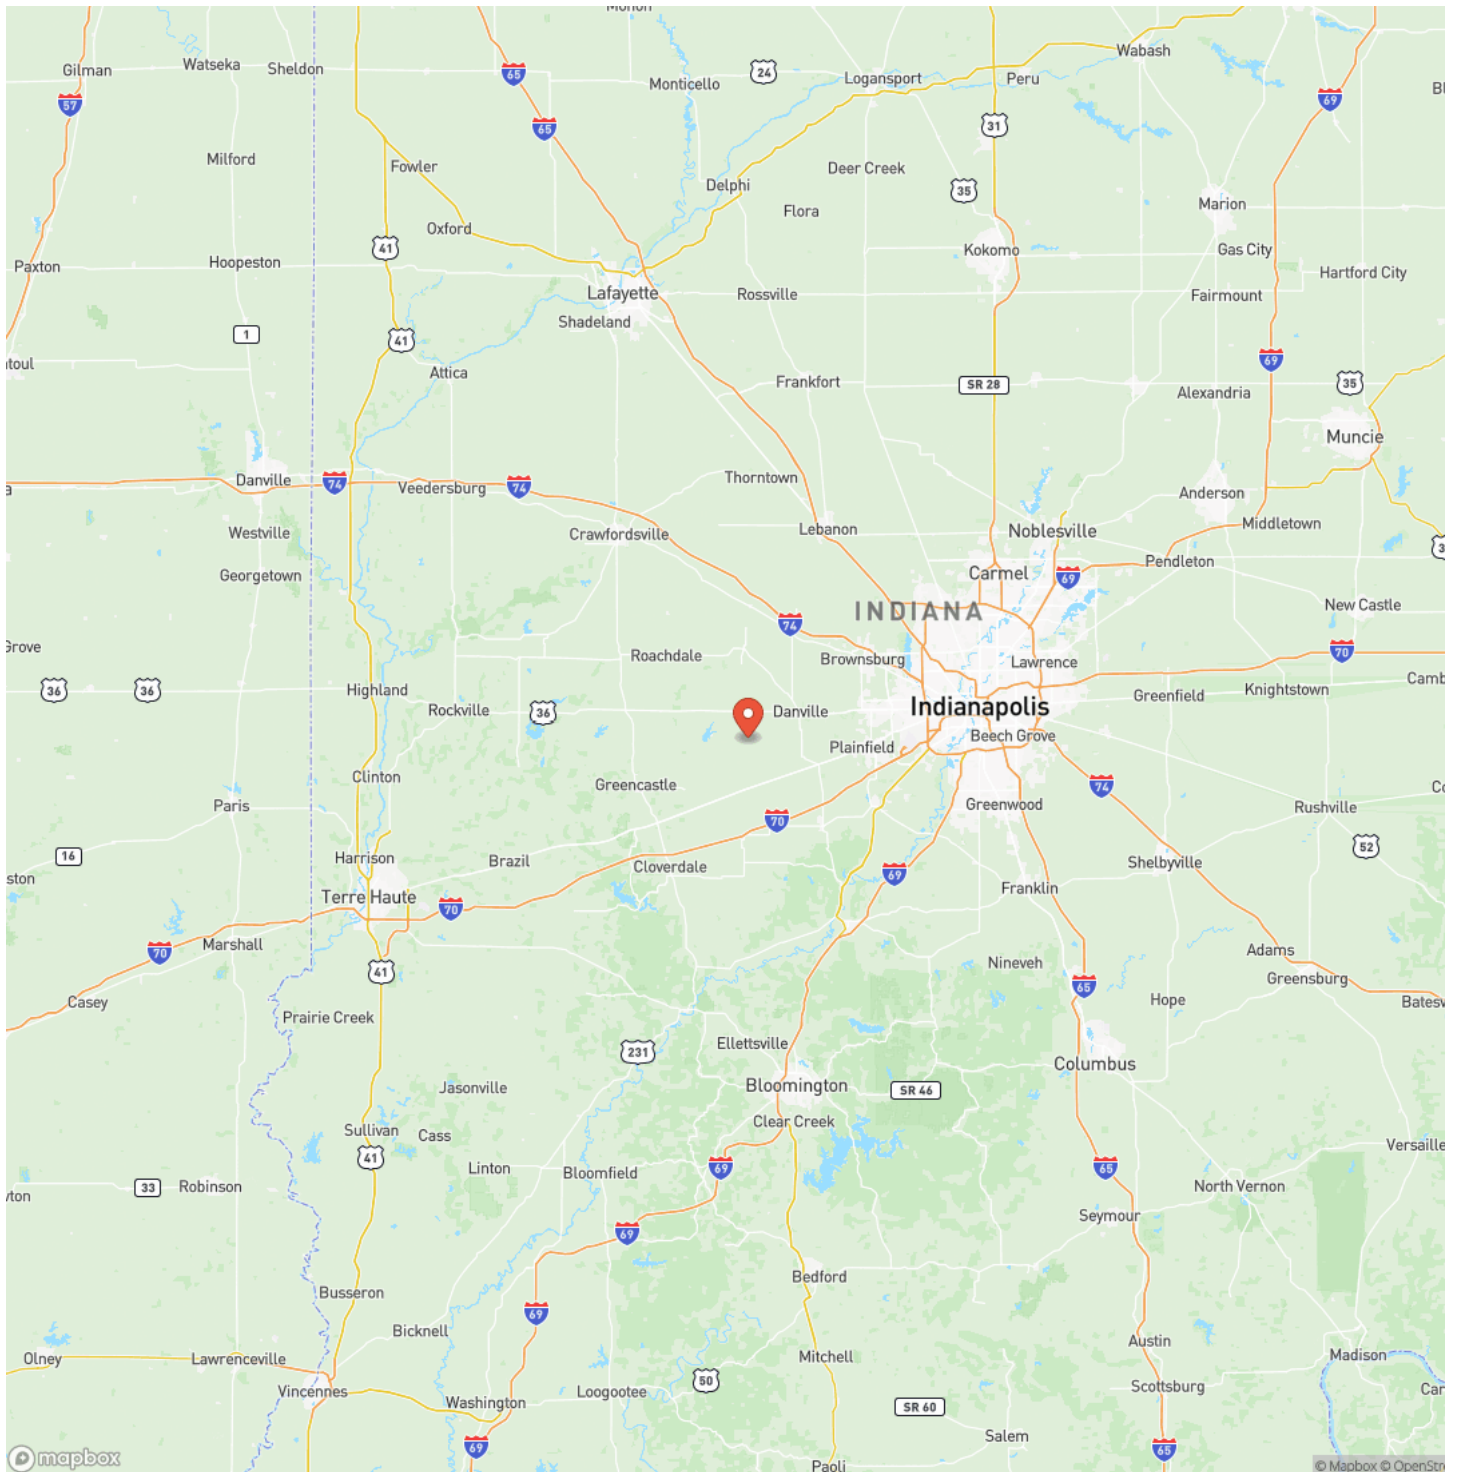 Gilman
Watseka
Sheldon
65
Monticello
24
Logansport
Peru
Wabash
57
65
69
31
Milford
Fowler
Delphi
Deer Creek
35
Marion
Flora
Oxford
41
Kokomo
Gas City
Paxton
Hoopeston
Hartford City
Lafayette
Rossville
Fairmount
Shadeland
1
41
69
Attica
Frankfort
SR 28
Alexandria
35
Muncie
Danville
74
Veedersburg
74
Thorntown
Anderson
Westville
Crawfordsville
Lebanon
Noblesville
Middletown
Georgetown
Carmel
69
Pendleton
INDIANA
New Castle
74
Grove
Roachdale
Brownsburg
Lawrence
70
36
36
Highland
Rockville
36
Danville
Indianapolis
Greenfield
Knightstown
Camb
Plainfield
Beech Grove
Clinton
Greencastle
74
Paris
70
Greenwood
Rushville
16
Harrison
Brazil
Cloverdale
69
Shelbyville
52
ston
Terre Haute
70
Franklin
70
Marshall
41
Nineveh
65
Adams
Greensburg
Casey
Prairie Creek
Hope
Batesv
231
Ellettsville
Columbus
Jasonville
Bloomington
SR 46
Sullivan
Cass
Clear Creek
41
Linton
Bloomfield
69
65
Versaille
33
Robinson
North Vernon
69
Seymour
Busseron
Bedford
69
Bicknell
Austin
Olney
Lawrenceville
Mitchell
Madison
Vincennes
Washington
Loogootee
50
Scottsburg
SR 60
69
Salem
65
Paoli
mapbox
© Mapbox © OpenStre